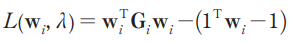 L(wᵢ, λ) = wᵢᵀGᵢwᵢ − (1ᵀwᵢ − 1)